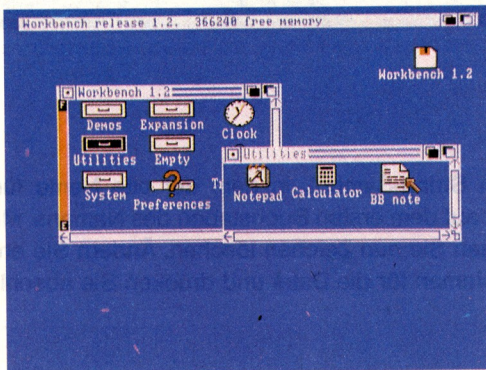 Workbench release 1.2. 366240 free memory
Workbench 1.2
Workbench 1.2
F
Demos Expansion Clock
Utilities Empty
System Preferences
E
Utilities
Notepad Calculator BB note